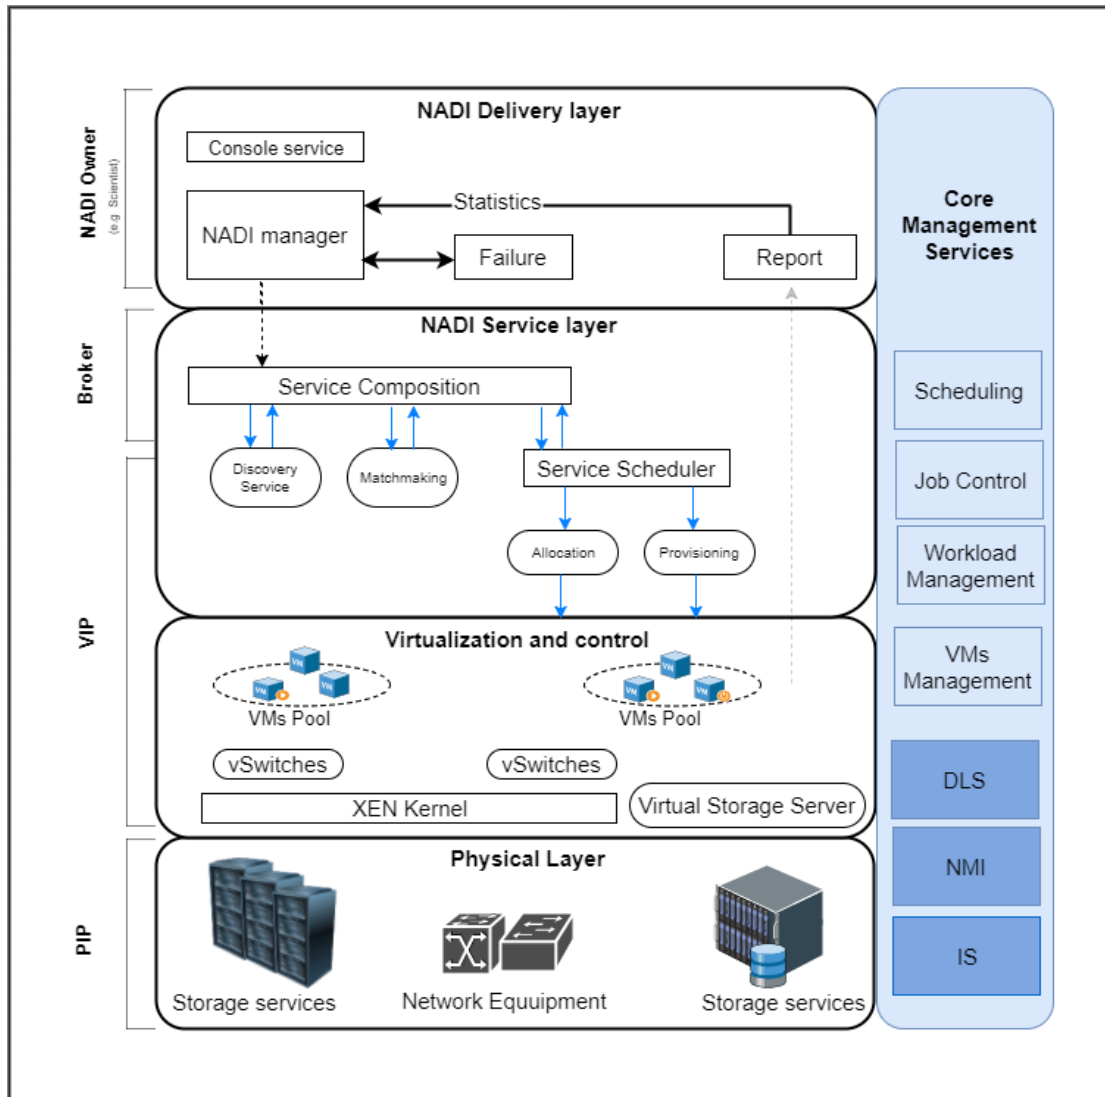 NADI Delivery layer
NADI Owner
(e.g Scientist)
Console service
Statistics
NADI manager
Failure
Report
Core
Management
Services
NADI Service layer
Broker
Service Composition
Scheduling
Discovery
Service
Matchmaking
Service Scheduler
Job Control
Allocation
Provisioning
Workload
Management
VIP
Virtualization and control
VM
VM
VM
VM
VM
VM
VMs Pool
VMs Pool
VMs
Management
vSwitches
vSwitches
XEN Kernel
Virtual Storage Server
DLS
PIP
Physical Layer
NMI
Storage services
Network Equuipment
Storage services
IS